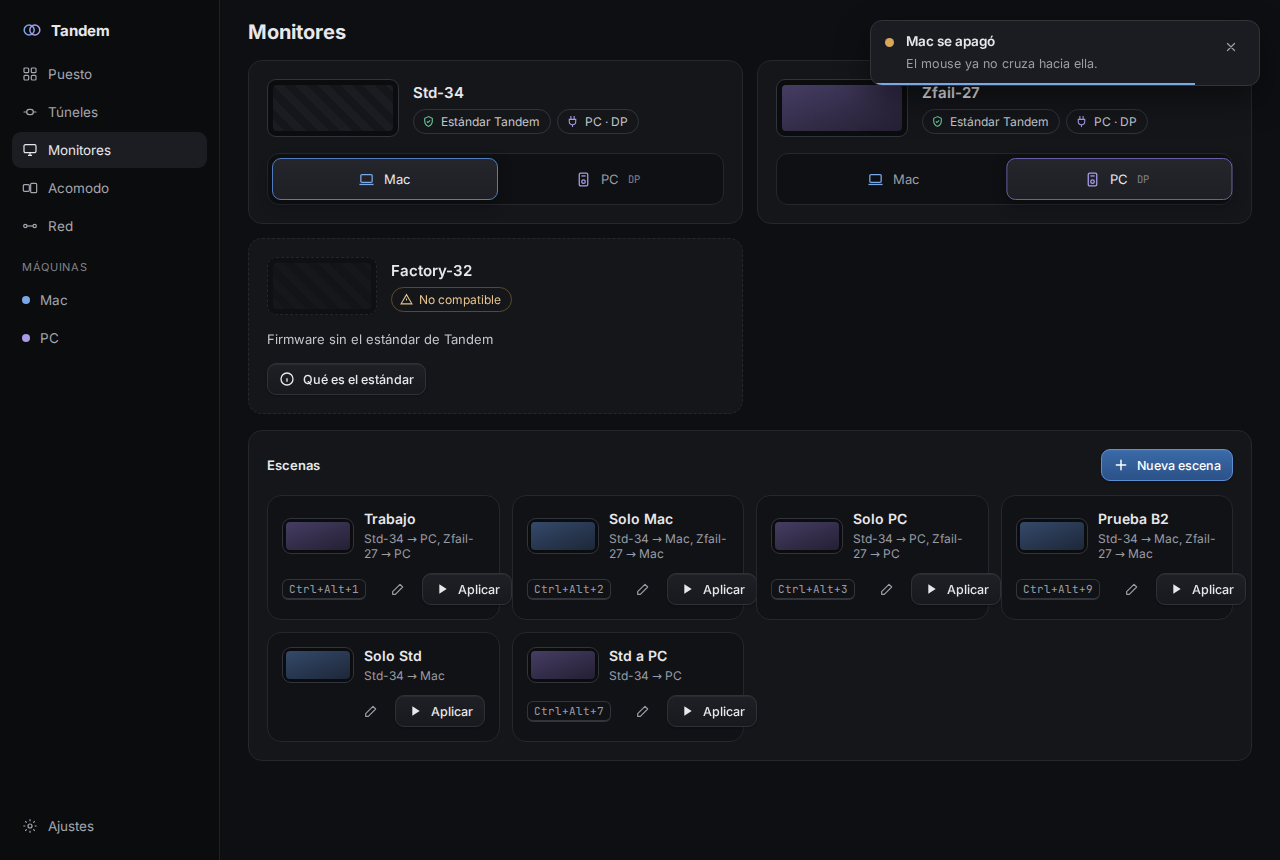 Tandem
Puesto
Túneles
Monitores
Acomodo
Red
MÁQUINAS
Mac
PC
Ajustes
Monitores
Mac se apagó
El mouse ya no cruza hacia ella.
Std-34
Estándar Tandem
PC · DP
Mac
PC DP
Zfail-27
Estándar Tandem
PC · DP
Mac
PC DP
Factory-32
No compatible
Firmware sin el estándar de Tandem
Qué es el estándar
Escenas
Nueva escena
Trabajo
Std-34 → PC, Zfail-
27 → PC
Ctrl+Alt+1
Aplicar
Solo Mac
Std-34 → Mac, Zfail-
27 → Mac
Ctrl+Alt+2
Aplicar
Solo PC
Std-34 → PC, Zfail-
27 → PC
Ctrl+Alt+3
Aplicar
Prueba B2
Std-34 → Mac, Zfail-
27 → Mac
Ctrl+Alt+9
Aplicar
Solo Std
Std-34 → Mac
Aplicar
Std a PC
Std-34 → PC
Ctrl+Alt+7
Aplicar